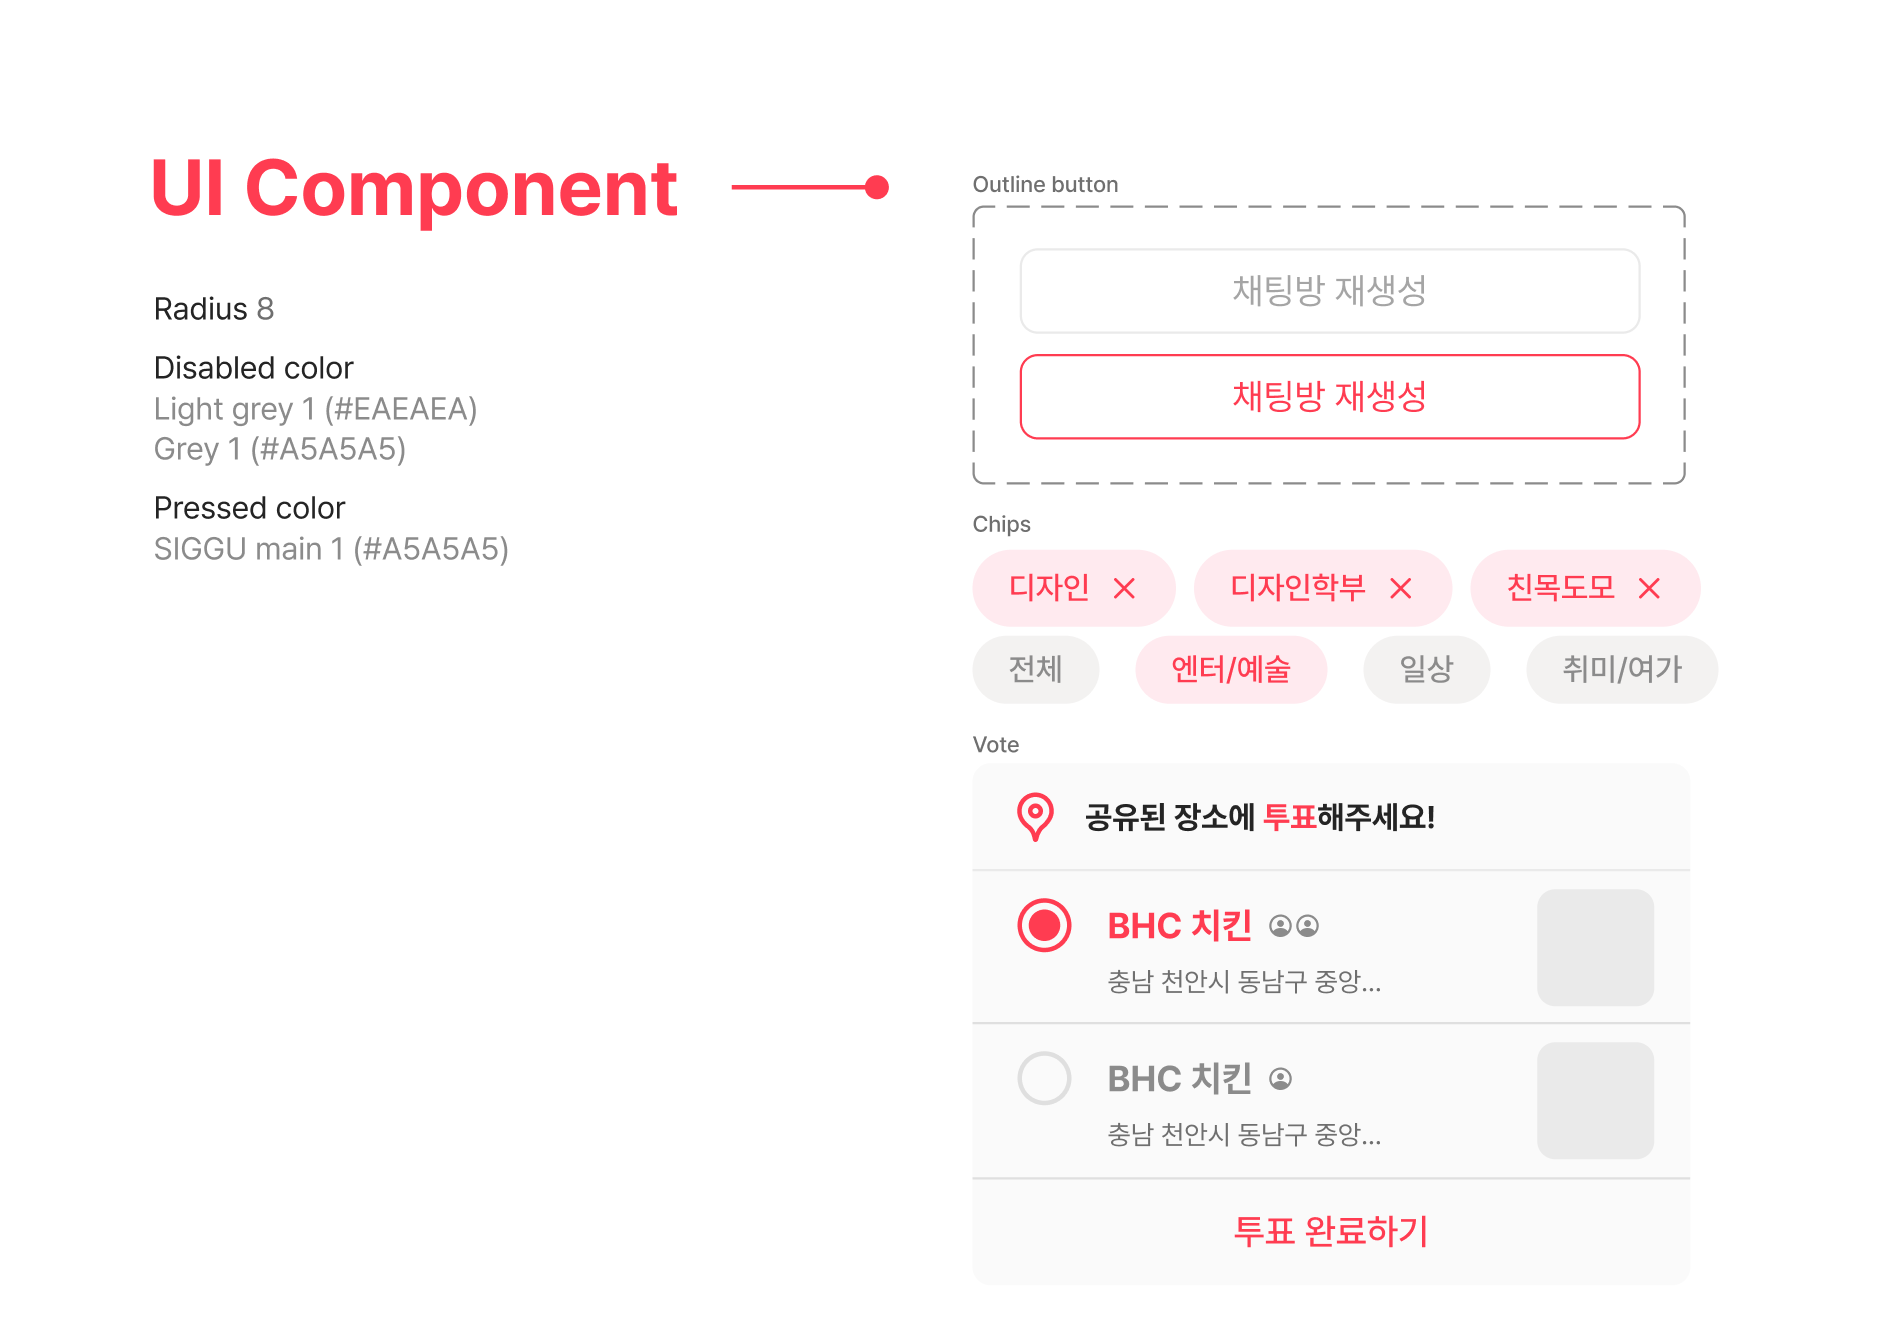 UI Component
Radius 8
Disabled color
Light grey 1 (#EAEAEA)
Grey 1 (#A5A5A5)
Pressed color
SIGGU main 1 (#A5A5A5)
Outline button
채팅방 재생성
채팅방 재생성
Chips
디자인
디자인학부
친목도모
전체
엔터/예술
일상
취미/여가
Vote
공유된 장소에 투표해주세요!
BHC 치킨
충남 천안시 동남구 중앙...
BHC 치킨
충남 천안시 동남구 중앙...
투표 완료하기